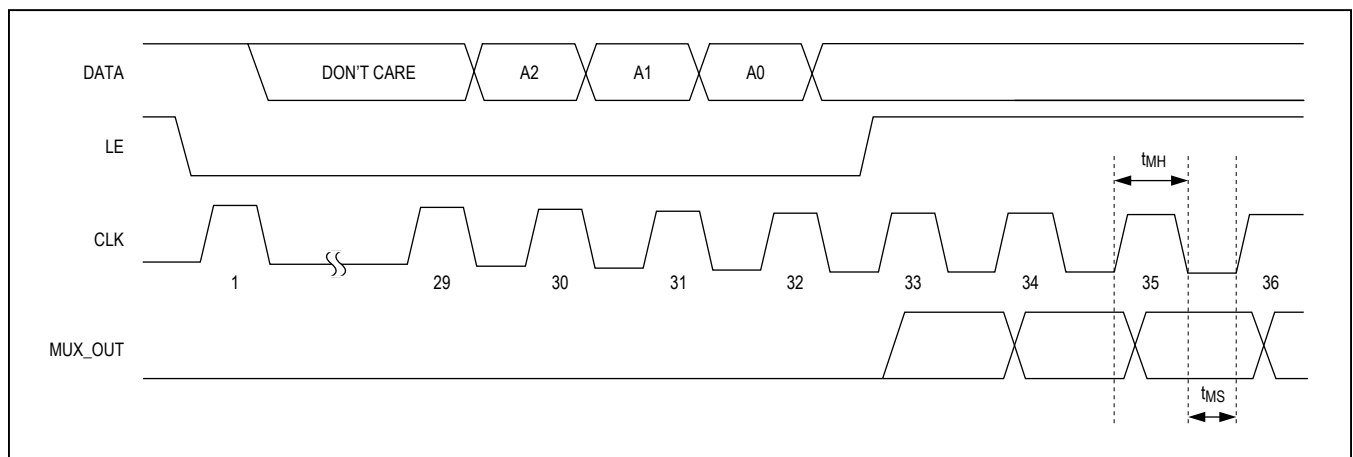 DATA DON'T CARE A2 A1 A0
LE
tMH
CLK
1 29 30 31 32 33 34 35 36
MUX_OUT
tMS